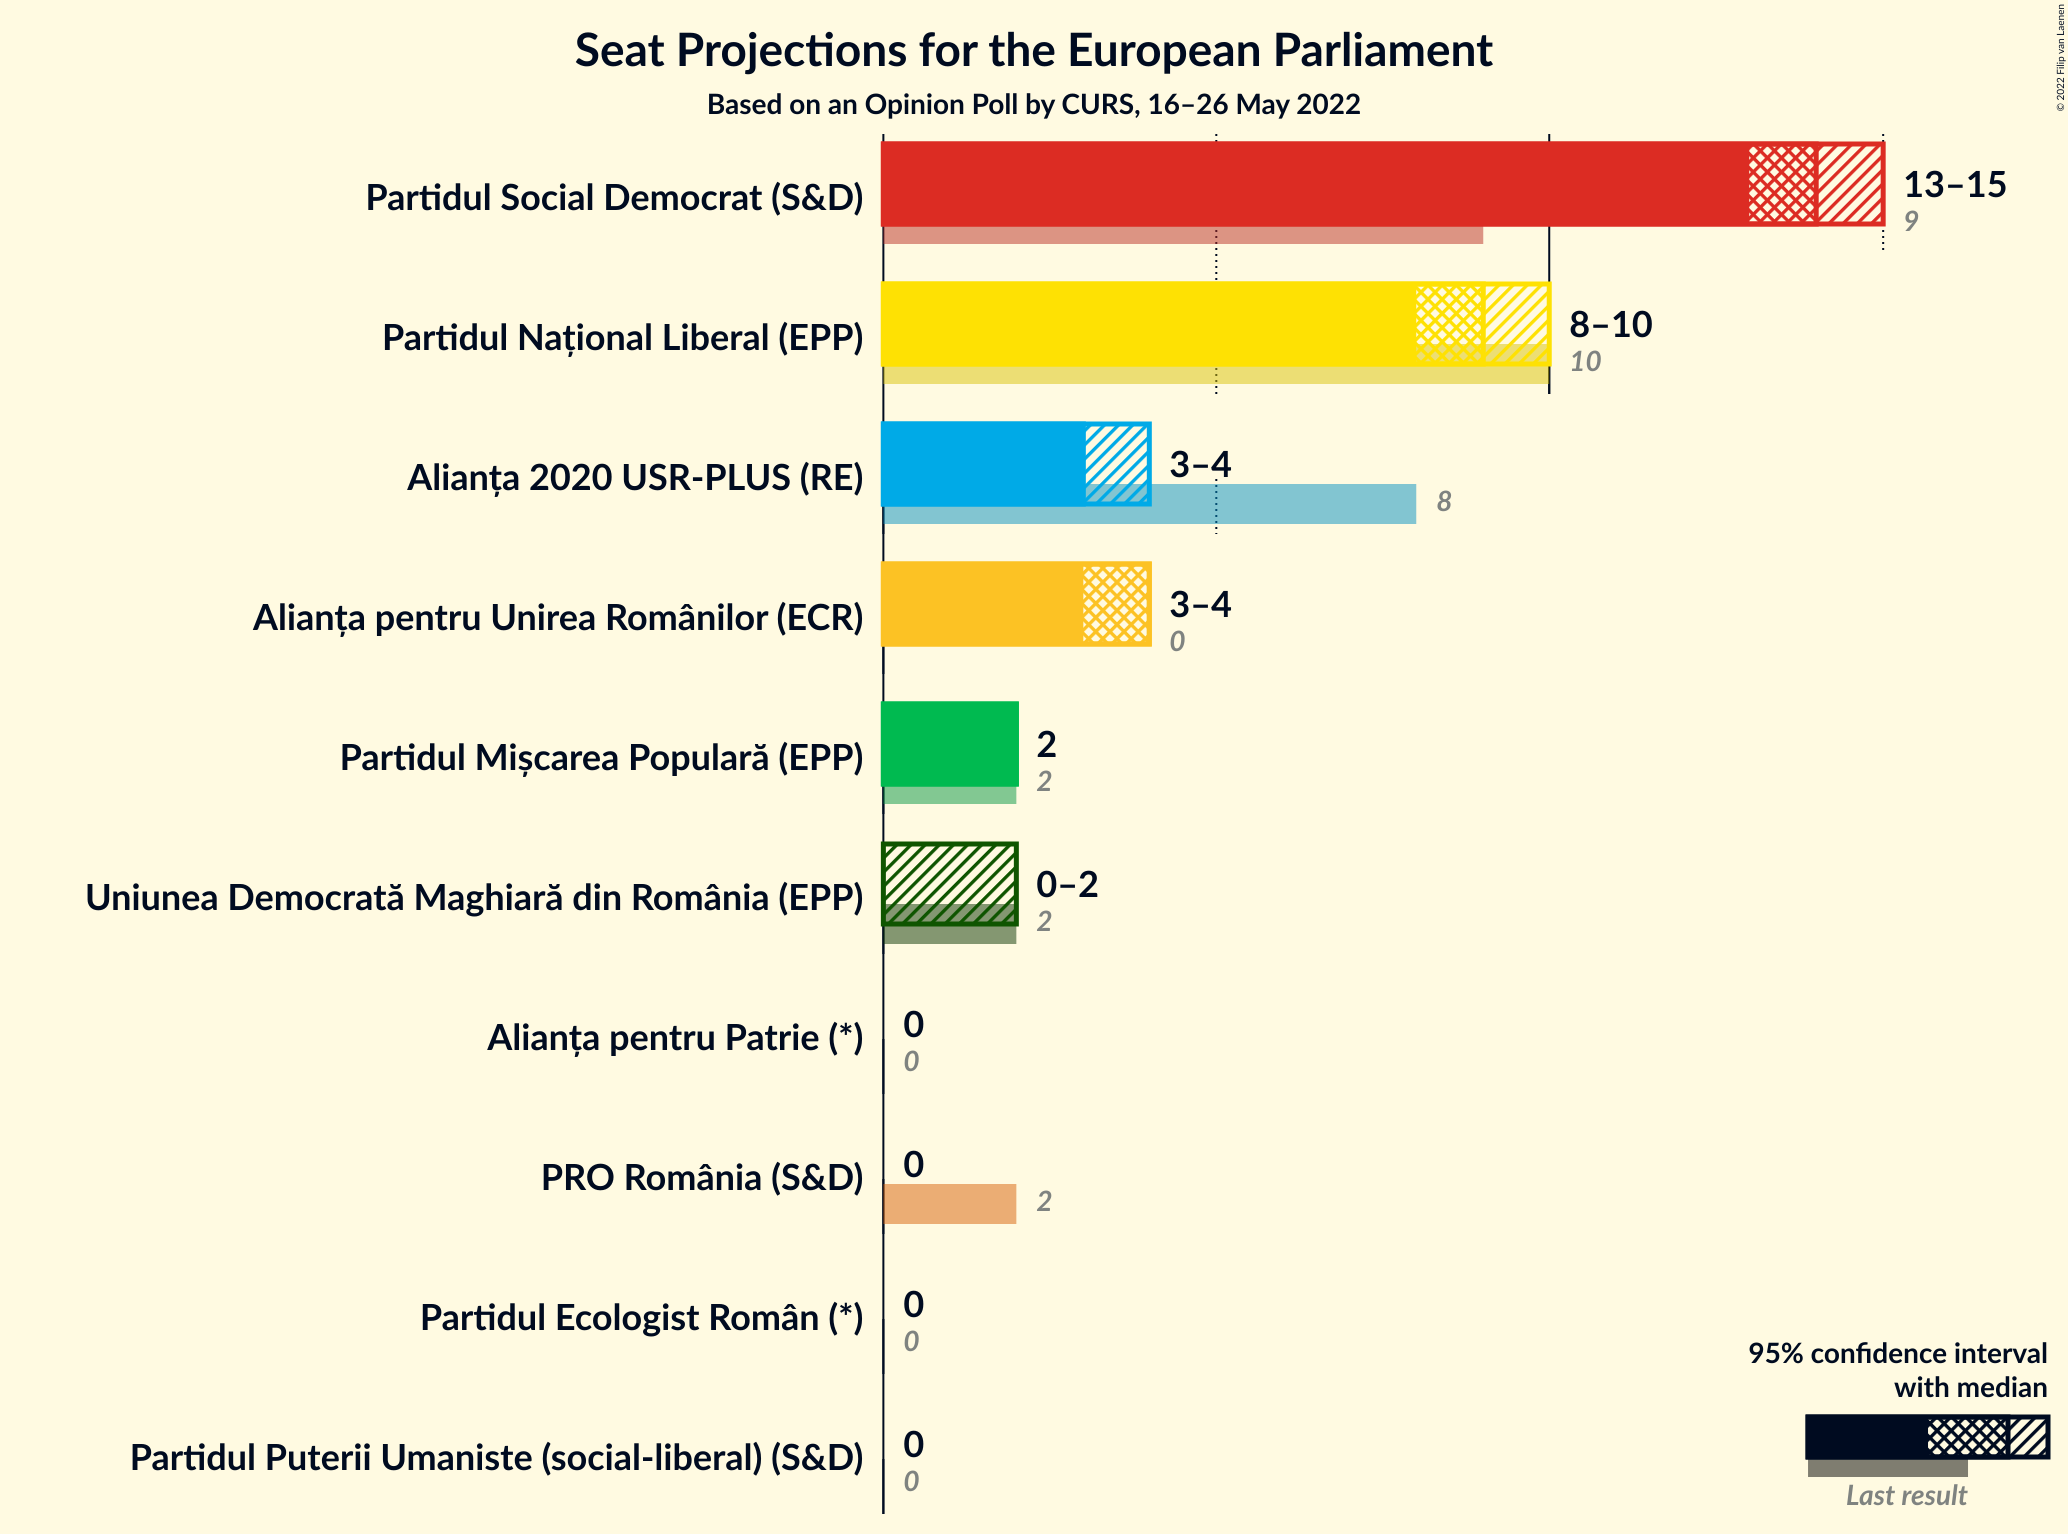 Seat Projections for the European Parliament
Based on an Opinion Poll by CURS, 16–26 May 2022
© 2022 Filip van Laenen
Partidul Social Democrat (S&D)
13–15
9
Partidul Național Liberal (EPP)
8–10
10
Alianța 2020 USR-PLUS (RE)
3–4
8
Alianța pentru Unirea Românilor (ECR)
3–4
0
Partidul Mișcarea Populară (EPP)
2
2
Uniunea Democrată Maghiară din România (EPP)
0–2
2
Alianța pentru Patrie (*)
0
0
PRO România (S&D)
0
2
Partidul Ecologist Român (*)
0
0
Partidul Puterii Umaniste (social-liberal) (S&D)
0
0
95% confidence interval
with median
Last result